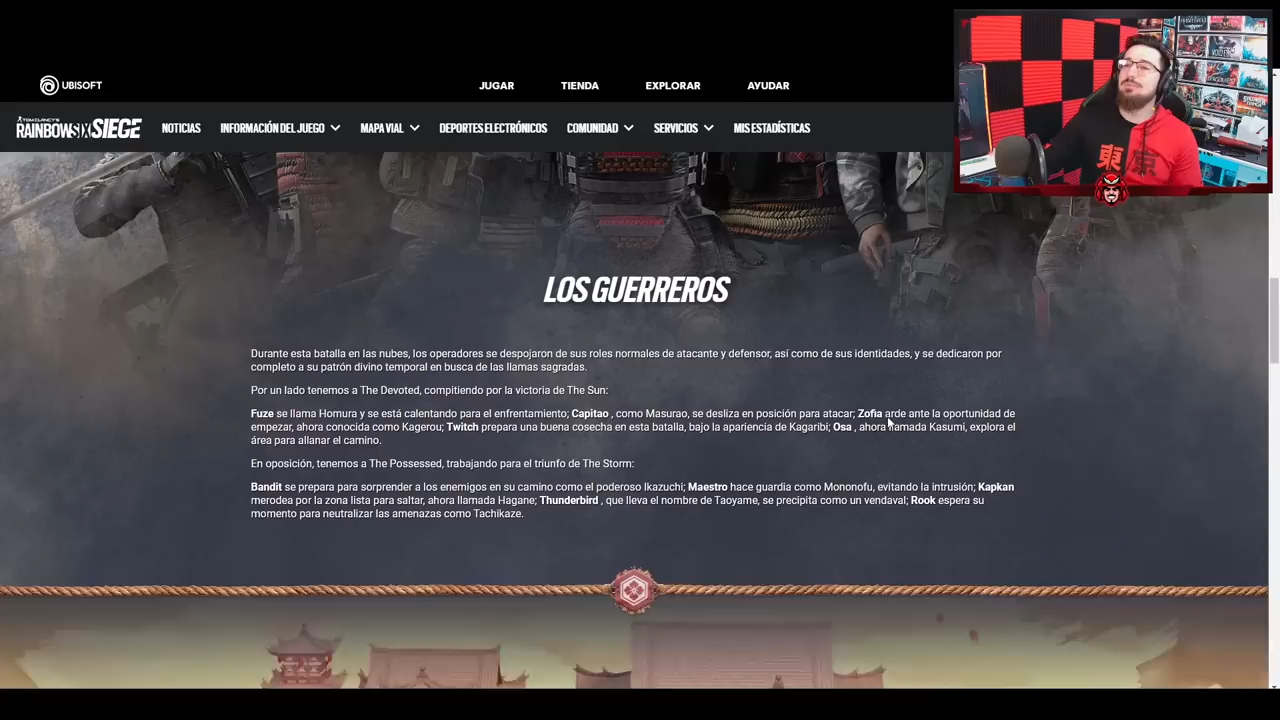 UBISOFT
JUGAR
TIENDA
EXPLORAR
AYUDAR
TOM CLANCY'S
RAINBOW SIX SIEGE
NOTICIAS
INFORMACIÓN DEL JUEGO
MAPA VIAL
DEPORTES ELECTRÓNICOS
COMUNIDAD
SERVICIOS
MIS ESTADÍSTICAS
東京
LOS GUERREROS
Durante esta batalla en las nubes, los operadores se despojaron de sus roles normales de atacante y defensor, así como de sus identidades, y se dedicaron por
completo a su patrón divino temporal en busca de las llamas sagradas.
Por un lado tenemos a The Devoted, compitiendo por la victoria de The Sun:
Fuze se llama Homura y se está calentando para el enfrentamiento; Capitao , como Masurao, se desliza en posición para atacar; Zofia arde ante la oportunidad de
empezar, ahora conocida como Kagerou; Twitch prepara una buena cosecha en esta batalla, bajo la apariencia de Kagaribi; Osa , ahora llamada Kasumi, explora el
área para allanar el camino.
En oposición, tenemos a The Possessed, trabajando para el triunfo de The Storm:
Bandit se prepara para sorprender a los enemigos en su camino como el poderoso Ikazuchi; Maestro hace guardia como Mononofu, evitando la intrusión; Kapkan
merodea por la zona lista para saltar, ahora llamada Hagane; Thunderbird , que lleva el nombre de Taoyame, se precipita como un vendaval; Rook espera su
momento para neutralizar las amenazas como Tachikaze.